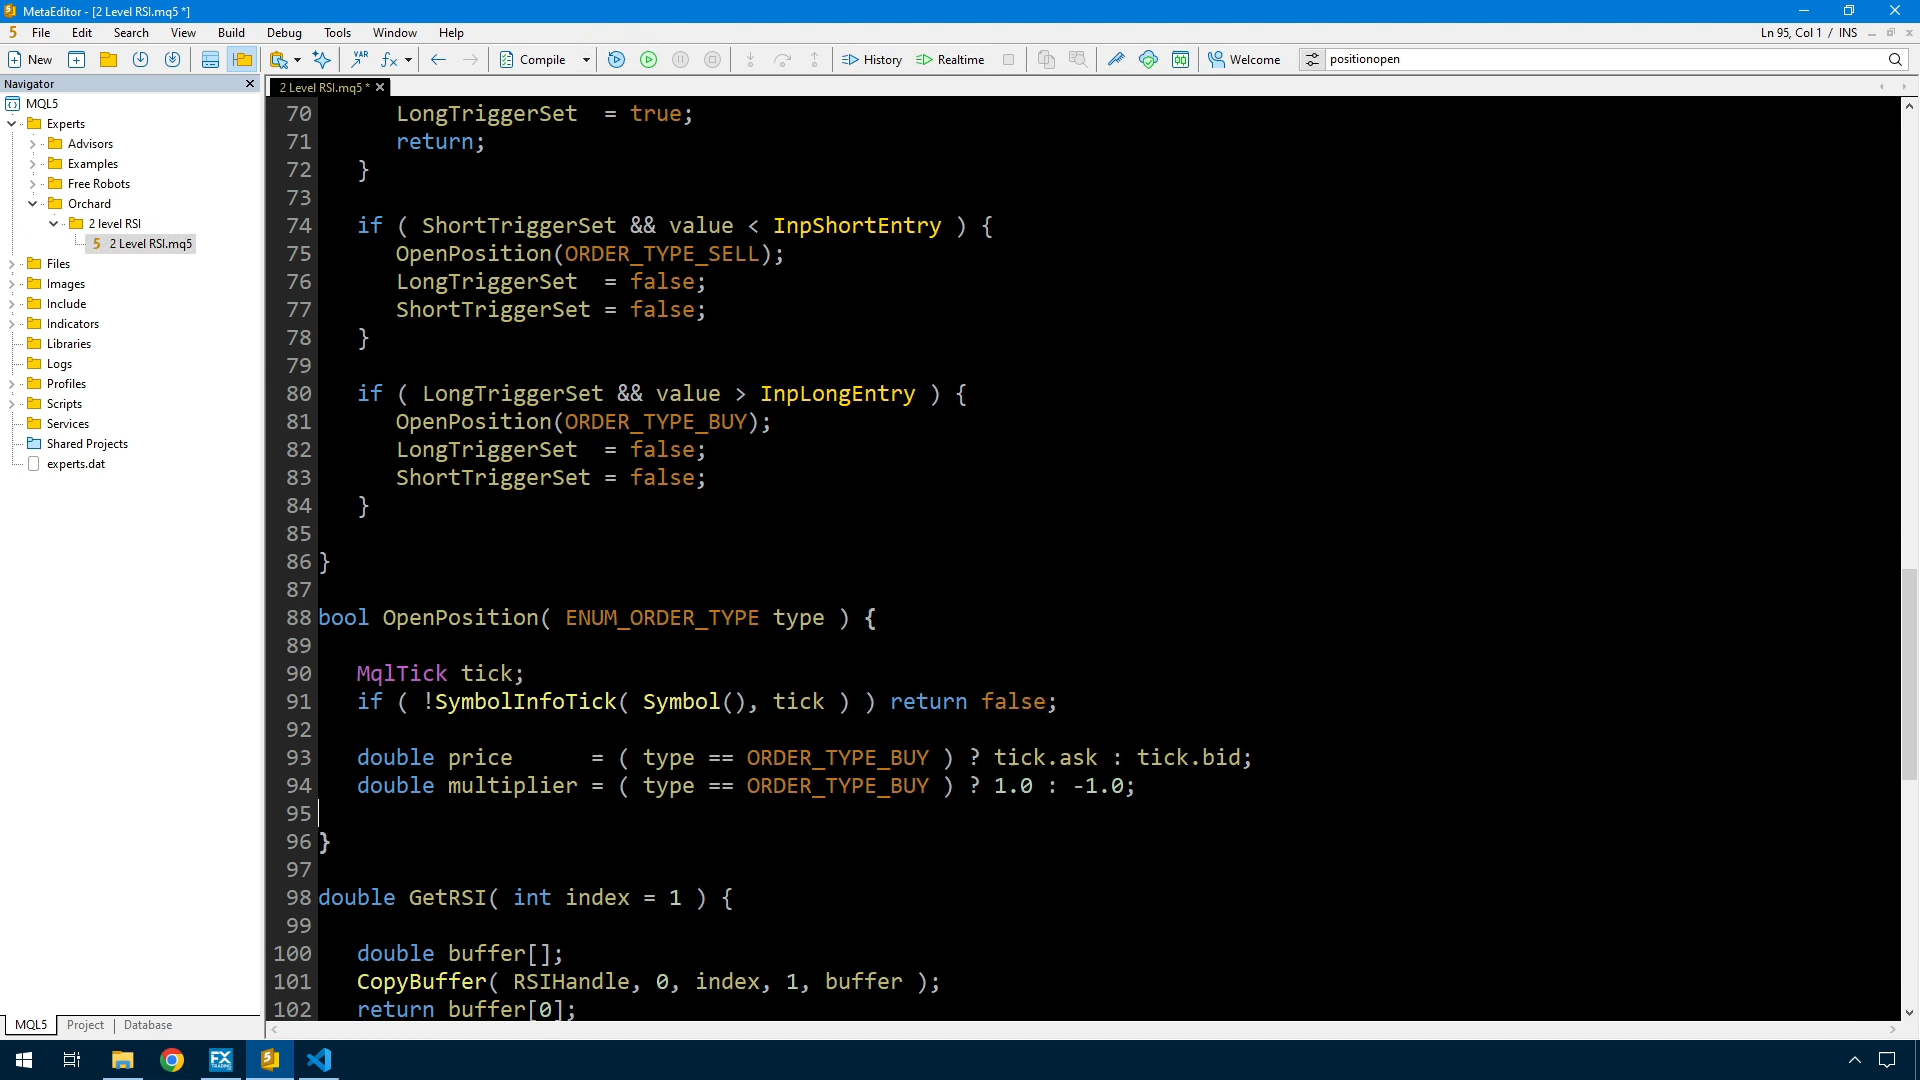 MetaEditor - [2 Level RSI.mq5 *]
File Edit Search View Build Debug Tools Window Help
Ln 95, Col 1 / INS
New Compile History Realtime Welcome positionopen
Navigator
2 Level RSI.mq5 *
MQL5
Experts
Advisors
Examples
Free Robots
Orchard
2 level RSI
2 Level RSI.mq5
Files
Images
Include
Indicators
Libraries
Logs
Profiles
Scripts
Services
Shared Projects
experts.dat
70 LongTriggerSet = true;
71 return;
72 }
73
74 if ( ShortTriggerSet && value < InpShortEntry ) {
75 OpenPosition(ORDER_TYPE_SELL);
76 LongTriggerSet = false;
77 ShortTriggerSet = false;
78 }
79
80 if ( LongTriggerSet && value > InpLongEntry ) {
81 OpenPosition(ORDER_TYPE_BUY);
82 LongTriggerSet = false;
83 ShortTriggerSet = false;
84 }
85
86 }
87
88 bool OpenPosition( ENUM_ORDER_TYPE type ) {
89
90 MqlTick tick;
91 if ( !SymbolInfoTick( Symbol(), tick ) ) return false;
92
93 double price = ( type == ORDER_TYPE_BUY ) ? tick.ask : tick.bid;
94 double multiplier = ( type == ORDER_TYPE_BUY ) ? 1.0 : -1.0;
95
96 }
97
98 double GetRSI( int index = 1 ) {
99
100 double buffer[];
101 CopyBuffer( RSIHandle, 0, index, 1, buffer );
102 return buffer[0];
MQL5 Project Database
FX
TRADING